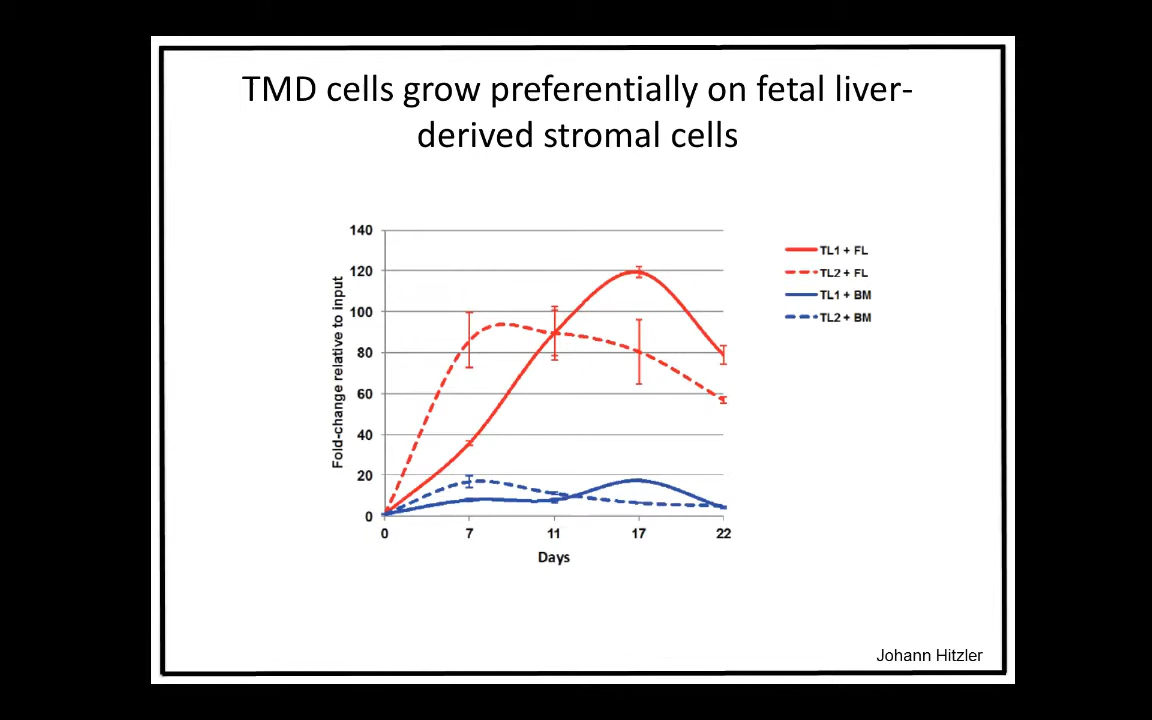 TMD cells grow preferentially on fetal liver-
derived stromal cells
Fold-change relative to input
140
120
100
80
60
40
20
0
0 7 11 17 22
Days
TL1 + FL
TL2 + FL
TL1 + BM
TL2 + BM
Johann Hitzler